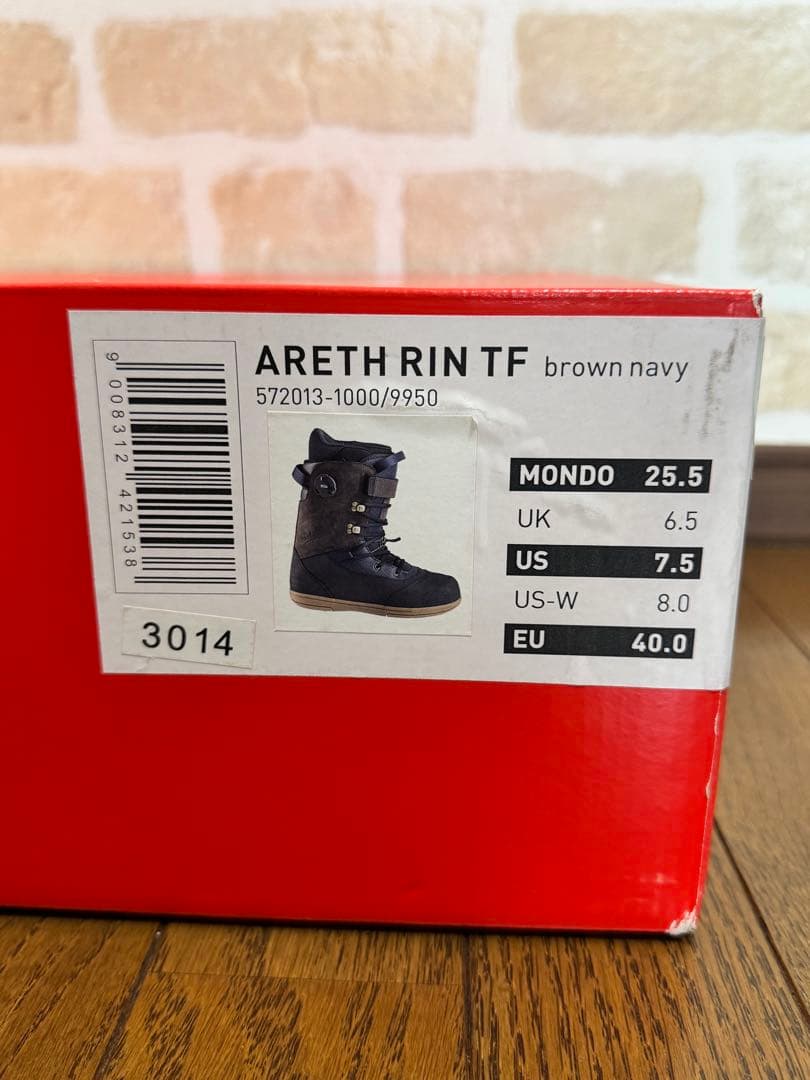 ARETH RIN TF brown navy
572013-1000/9950
9 008312 421538
3014
MONDO 25.5
UK 6.5
US 7.5
US-W 8.0
EU 40.0